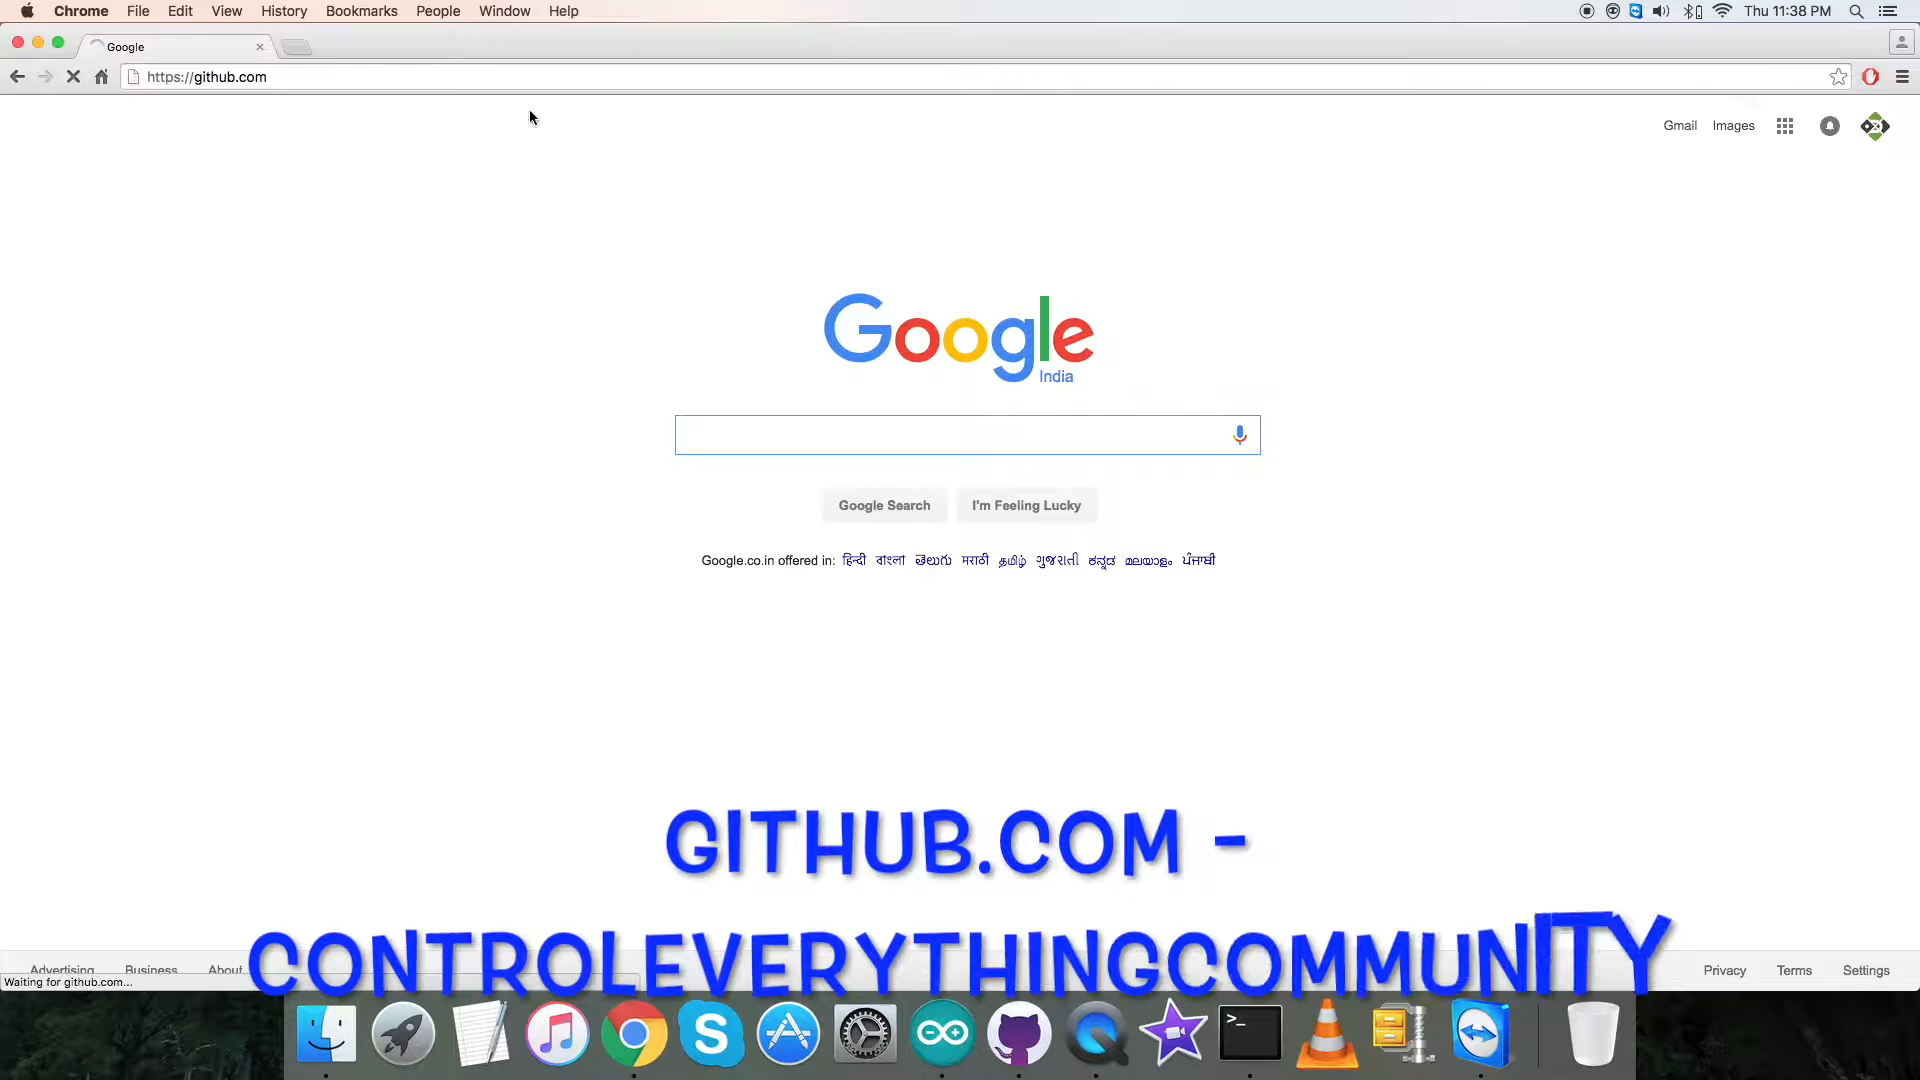 Chrome File Edit View History Bookmarks People Window Help Thu 11:38 PM
Google
https://github.com
Gmail Images
Google
India
Google Search I'm Feeling Lucky
Google.co.in offered in: हिन्दी বাংলা తెలుగు मराठी தமிழ் ગુજરાતી ಕನ್ನಡ മലയാളം ਪੰਜਾਬੀ
GITHUB.COM -
CONTROLEVERYTHINGCOMMUNITY
Advertising Business About Privacy Terms Settings
Waiting for github.com...